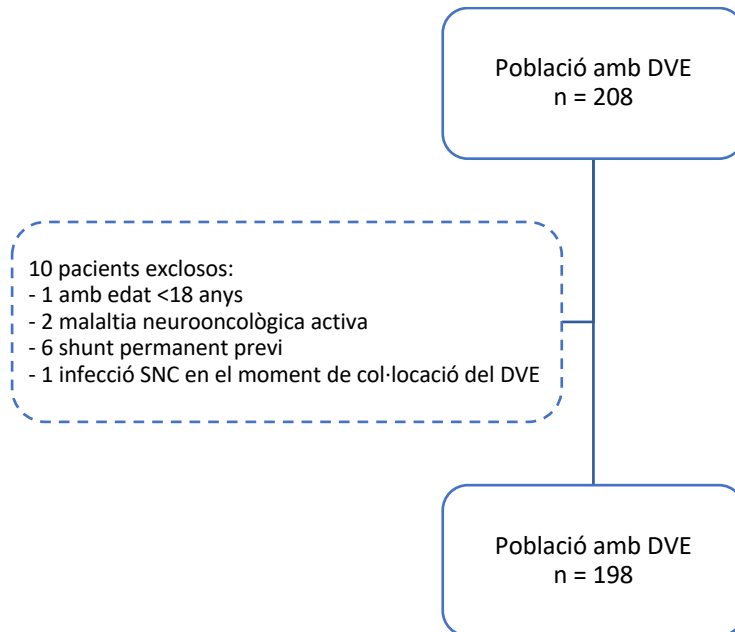 Població amb DVE
n = 208
10 pacients exclosos:
- 1 amb edat <18 anys
- 2 malaltia neurooncològica activa
- 6 shunt permanent previ
- 1 infecció SNC en el moment de col·locació del DVE
Població amb DVE
n = 198